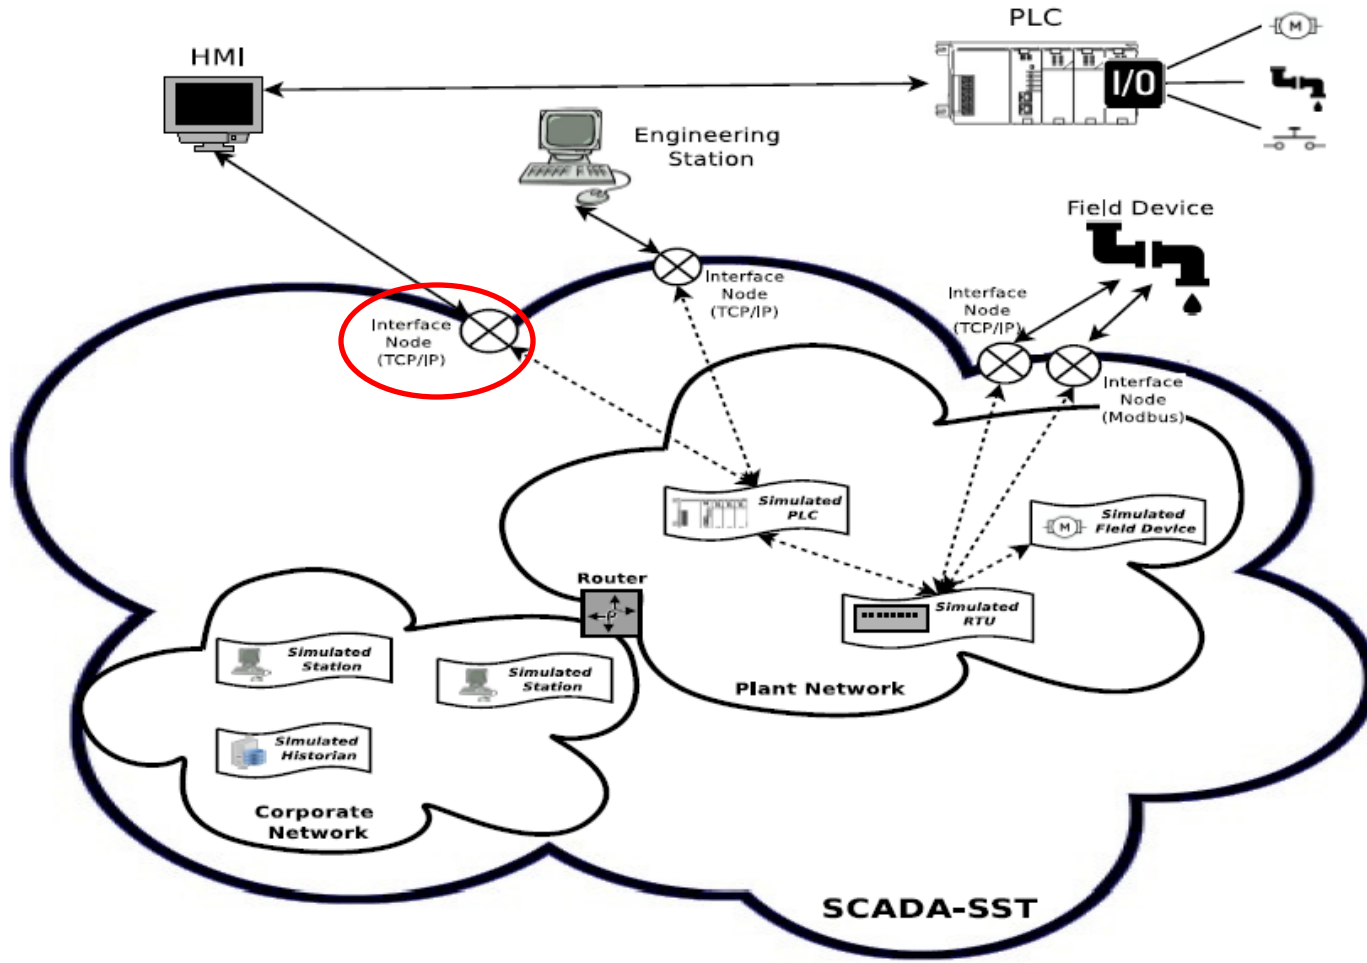 PLC
HMI
I/O
M
Engineering
Station
Field Device
Interface
Node
(TCP/IP)
Interface
Node
(TCP/IP)
Interface
Node
(TCP/IP)
Interface
Node
(Modbus)
Simulated
PLC
Simulated
Field Device
M
Router
Simulated
RTU
Simulated
Station
Simulated
Station
Plant Network
Simulated
Historian
Corporate
Network
SCADA-SST